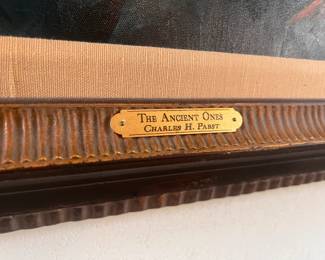 The Ancient Ones
Charles H. Pabst